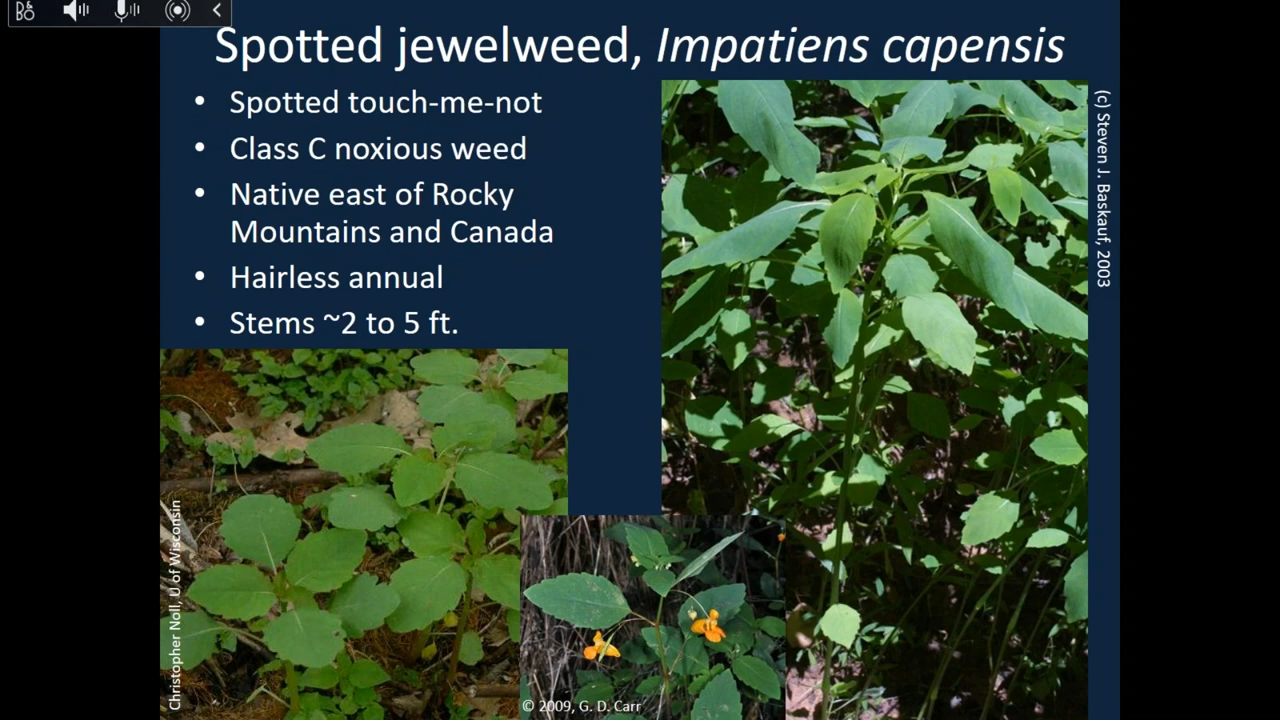 B&O
Spotted jewelweed, Impatiens capensis
• Spotted touch-me-not
• Class C noxious weed
• Native east of Rocky
Mountains and Canada
• Hairless annual
• Stems ~2 to 5 ft.
(c) Steven J. Baskauf, 2003
Christopher Noll, U of Wisconsin
© 2009, G. D. Carr